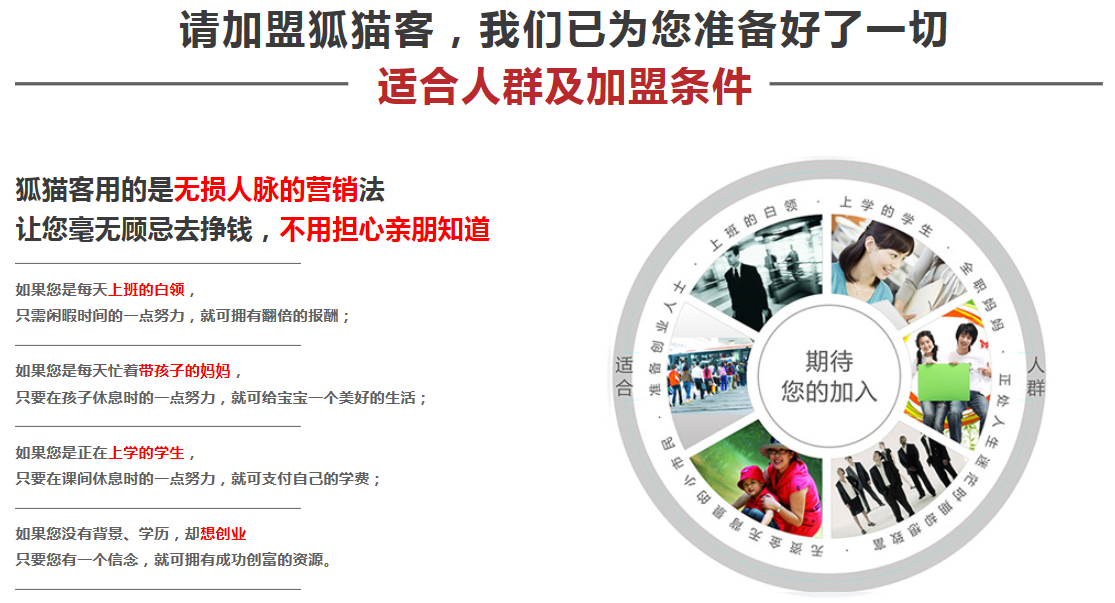 请加盟狐猫客，我们已为您准备好了一切
适合人群及加盟条件
狐猫客用的是无损人脉的营销法
让您毫无顾忌去挣钱，不用担心亲朋知道
如果您是每天上班的白领，
只需闲暇时间的一点努力，就可拥有翻倍的报酬；
如果您是每天忙着带孩子的妈妈，
只要在孩子休息时的一点努力，就可给宝宝一个美好的生活；
如果您是正在上学的学生，
只要在课间休息时的一点努力，就可支付自己的学费；
如果您没有背景、学历，却想创业
只要您有一个信念，就可拥有成功创富的资源。
适合
人群
准备创业人士 · 上班的白领 · 上学的学生 · 全职妈妈 · 正处人生迷茫时期却想致富 · 无资金无背景的小市民 ·
期待
您的加入